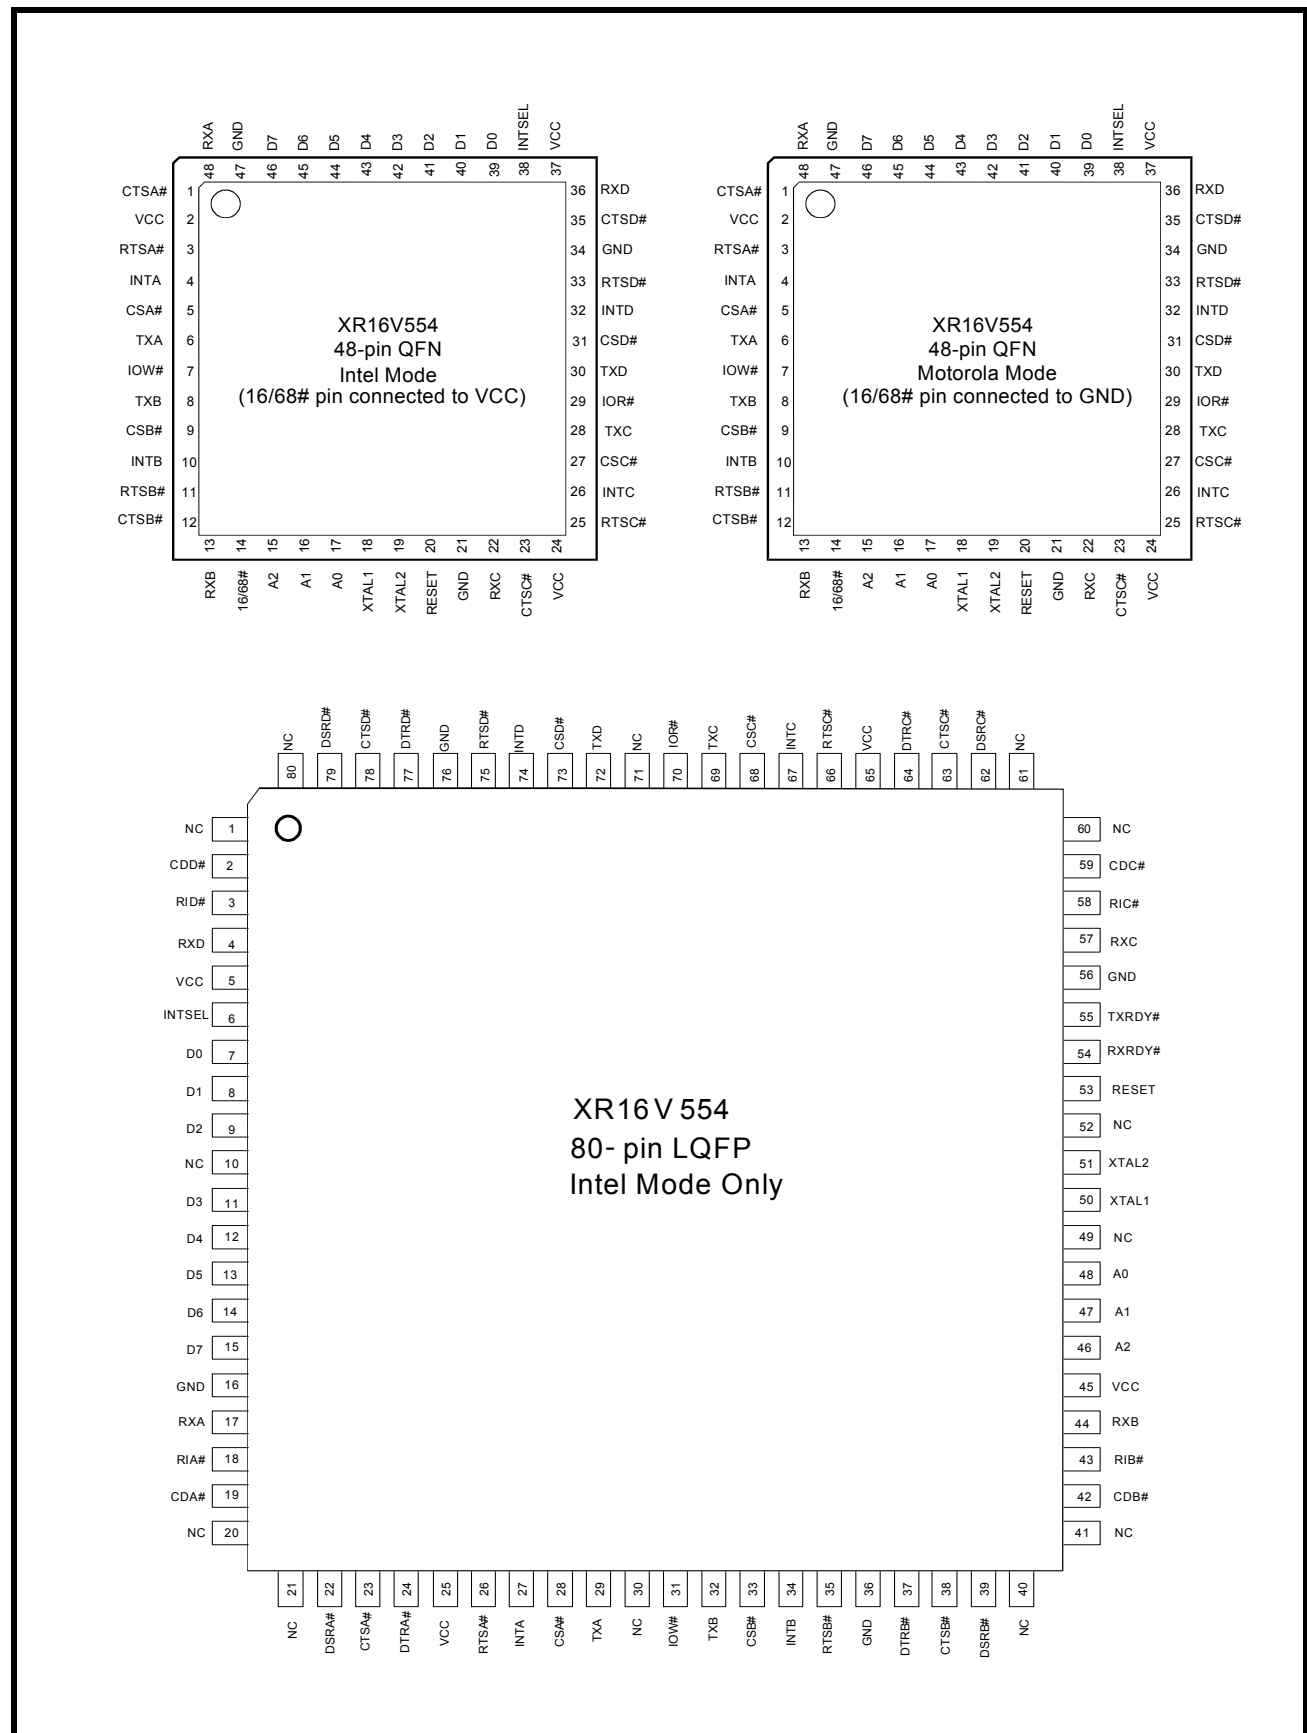 RXA GND D7 D6 D5 D4 D3 D2 D1 D0 INTSEL VCC
48 47 46 45 44 43 42 41 40 39 38 37
CTSA# 1 36 RXD
VCC 2 35 CTSD#
RTSA# 3 34 GND
INTA 4 33 RTSD#
CSA# 5 32 INTD
TXA 6 31 CSD#
IOW# 7 30 TXD
TXB 8 29 IOR#
CSB# 9 28 TXC
INTB 10 27 CSC#
RTSB# 11 26 INTC
CTSB# 12 25 RTSC#
XR16V554
48-pin QFN
Intel Mode
(16/68# pin connected to VCC)
13 14 15 16 17 18 19 20 21 22 23 24
RXB 16/68# A2 A1 A0 XTAL1 XTAL2 RESET GND RXC CTSC# VCC
RXA GND D7 D6 D5 D4 D3 D2 D1 D0 INTSEL VCC
48 47 46 45 44 43 42 41 40 39 38 37
CTSA# 1 36 RXD
VCC 2 35 CTSD#
RTSA# 3 34 GND
INTA 4 33 RTSD#
CSA# 5 32 INTD
TXA 6 31 CSD#
IOW# 7 30 TXD
TXB 8 29 IOR#
CSB# 9 28 TXC
INTB 10 27 CSC#
RTSB# 11 26 INTC
CTSB# 12 25 RTSC#
XR16V554
48-pin QFN
Motorola Mode
(16/68# pin connected to GND)
13 14 15 16 17 18 19 20 21 22 23 24
RXB 16/68# A2 A1 A0 XTAL1 XTAL2 RESET GND RXC CTSC# VCC
NC DSRD# CTSD# DTRD# GND RTSD# INTD CSD# TXD NC IOR# TXC CSC# INTC RTSC# VCC DTRC# CTSC# DSRC# NC
80 79 78 77 76 75 74 73 72 71 70 69 68 67 66 65 64 63 62 61
NC 1 60 NC
CDD# 2 59 CDC#
RID# 3 58 RIC#
RXD 4 57 RXC
VCC 5 56 GND
INTSEL 6 55 TXRDY#
D0 7 54 RXRDY#
D1 8 53 RESET
D2 9 52 NC
NC 10 51 XTAL2
D3 11 50 XTAL1
D4 12 49 NC
D5 13 48 A0
D6 14 47 A1
D7 15 46 A2
GND 16 45 VCC
RXA 17 44 RXB
RIA# 18 43 RIB#
CDA# 19 42 CDB#
NC 20 41 NC
XR16V554
80- pin LQFP
Intel Mode Only
21 22 23 24 25 26 27 28 29 30 31 32 33 34 35 36 37 38 39 40
NC DSRA# CTSA# DTRA# VCC RTSA# INTA CSA# TXA NC IOW# TXB CSB# INTB RTSB# GND DTRB# CTSB# DSRB# NC